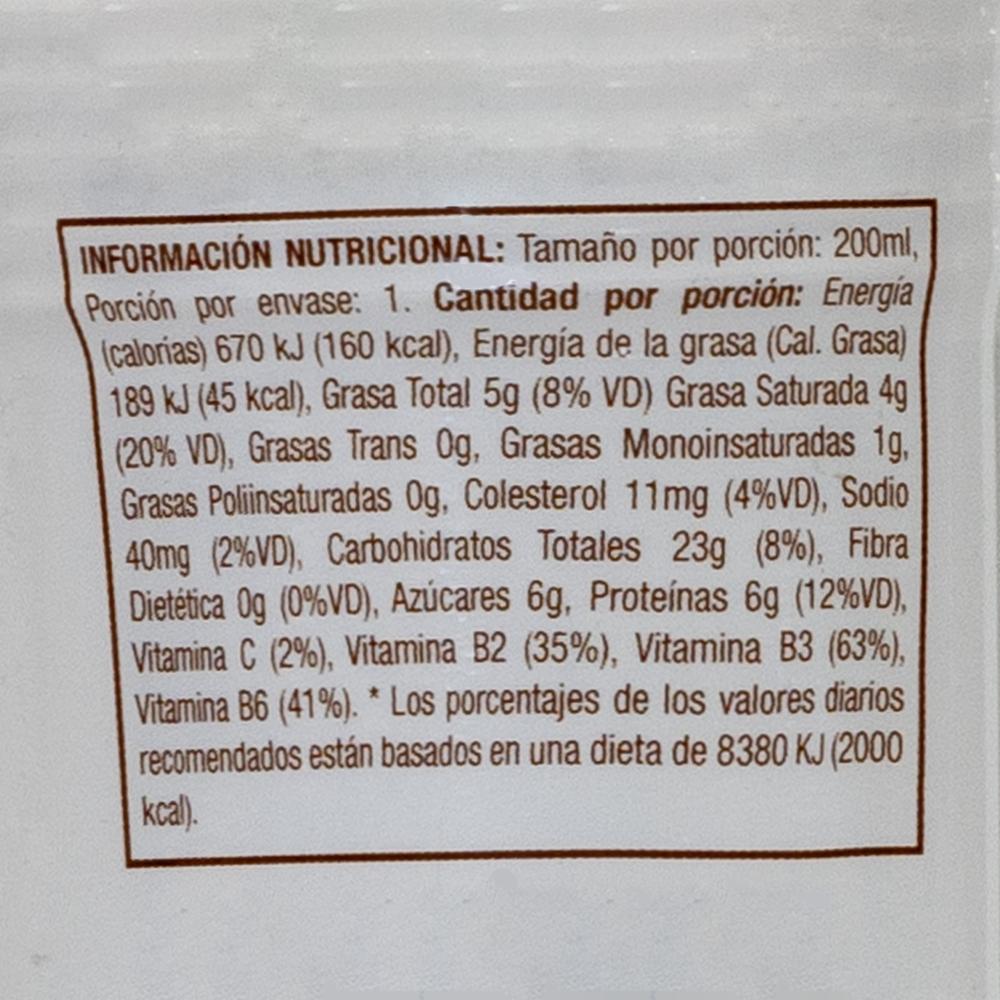 INFORMACIÓN NUTRICIONAL: Tamaño por porción: 200ml,
Porción por envase: 1. Cantidad por porción: Energía
(calorías) 670 kJ (160 kcal), Energía de la grasa (Cal. Grasa)
189 kJ (45 kcal), Grasa Total 5g (8% VD) Grasa Saturada 4g
(20% VD), Grasas Trans 0g, Grasas Monoinsaturadas 1g,
Grasas Poliinsaturadas 0g, Colesterol 11mg (4%VD), Sodio
40mg (2%VD), Carbohidratos Totales 23g (8%), Fibra
Dietética 0g (0%VD), Azúcares 6g, Proteínas 6g (12%VD),
Vitamina C (2%), Vitamina B2 (35%), Vitamina B3 (63%),
Vitamina B6 (41%). * Los porcentajes de los valores diarios
recomendados están basados en una dieta de 8380 KJ (2000
kcal).